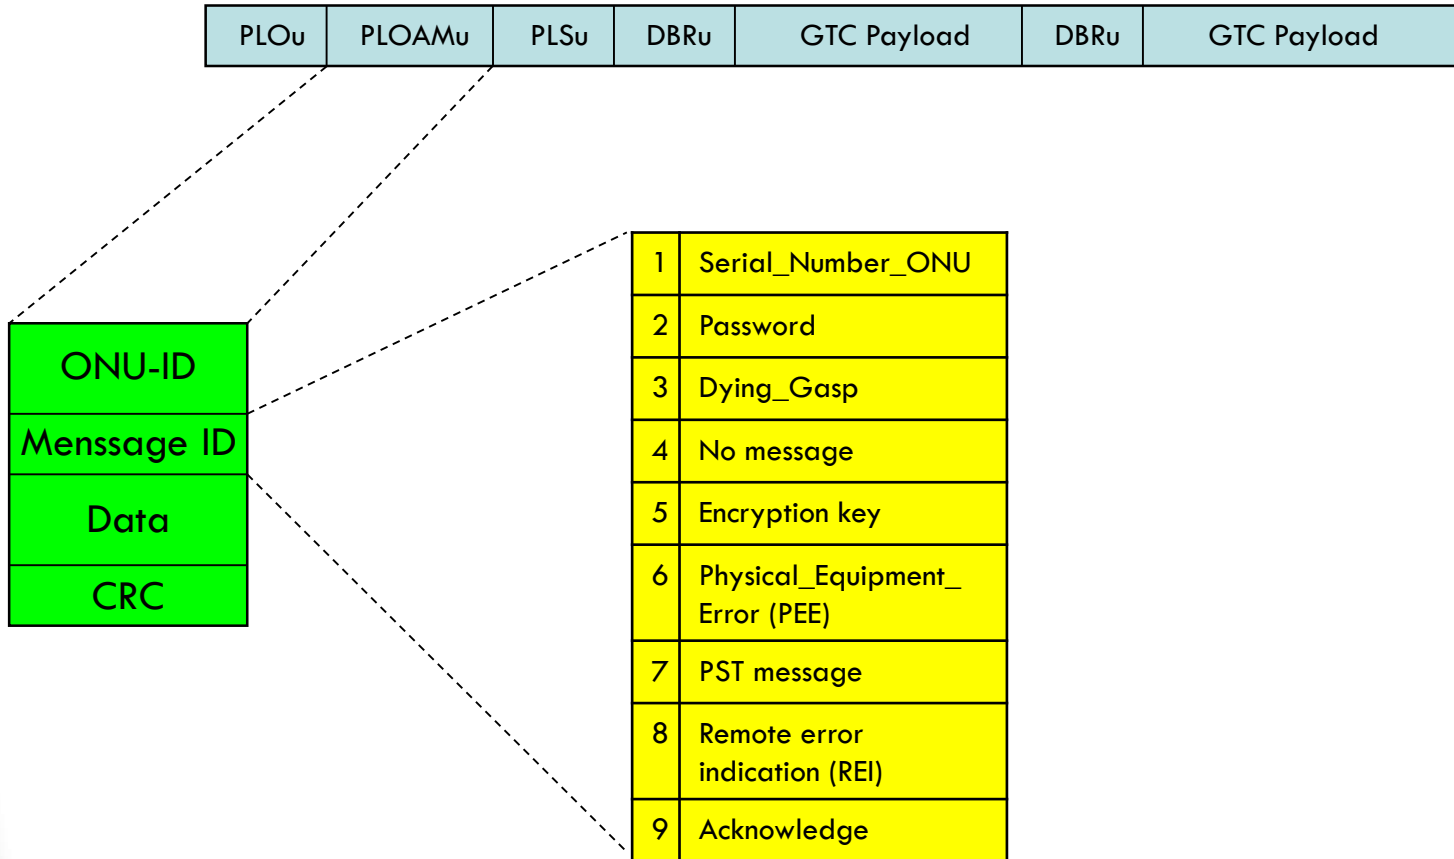 PLOu PLOAMu PLSu DBRu GTC Payload DBRu GTC Payload
ONU-ID
Menssage ID
Data
CRC
1 Serial_Number_ONU
2 Password
3 Dying_Gasp
4 No message
5 Encryption key
6 Physical_Equipment_
Error (PEE)
7 PST message
8 Remote error
indication (REI)
9 Acknowledge